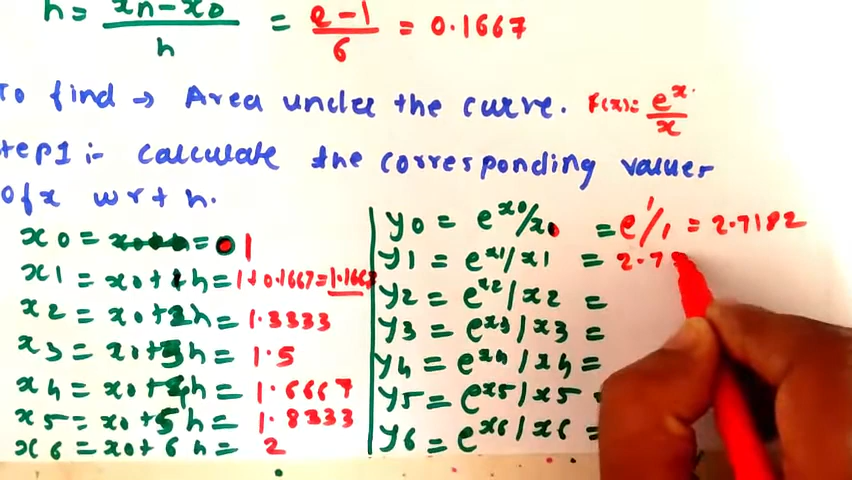 h = xn - x0 / h = e - 1 / 6 = 0.1667
To find → Area under the curve. F(x) = e^x / x
step1 :- calculate the corresponding values
of x w r t h.
x0 = = 1
x1 = x0 + 1h = 1 + 0.1667 = 1.1667
x2 = x0 + 2h = 1.3333
x3 = x0 + 3h = 1.5
x4 = x0 + 4h = 1.6667
x5 = x0 + 5h = 1.8333
x6 = x0 + 6h = 2
y0 = e^x0/x0 = e^1/1 = 2.7182
y1 = e^x1/x1 = 2.7
y2 = e^x2/x2 =
y3 = e^x3/x3 =
y4 = e^x4/x4 =
y5 = e^x5/x5 =
y6 = e^x6/x6 =